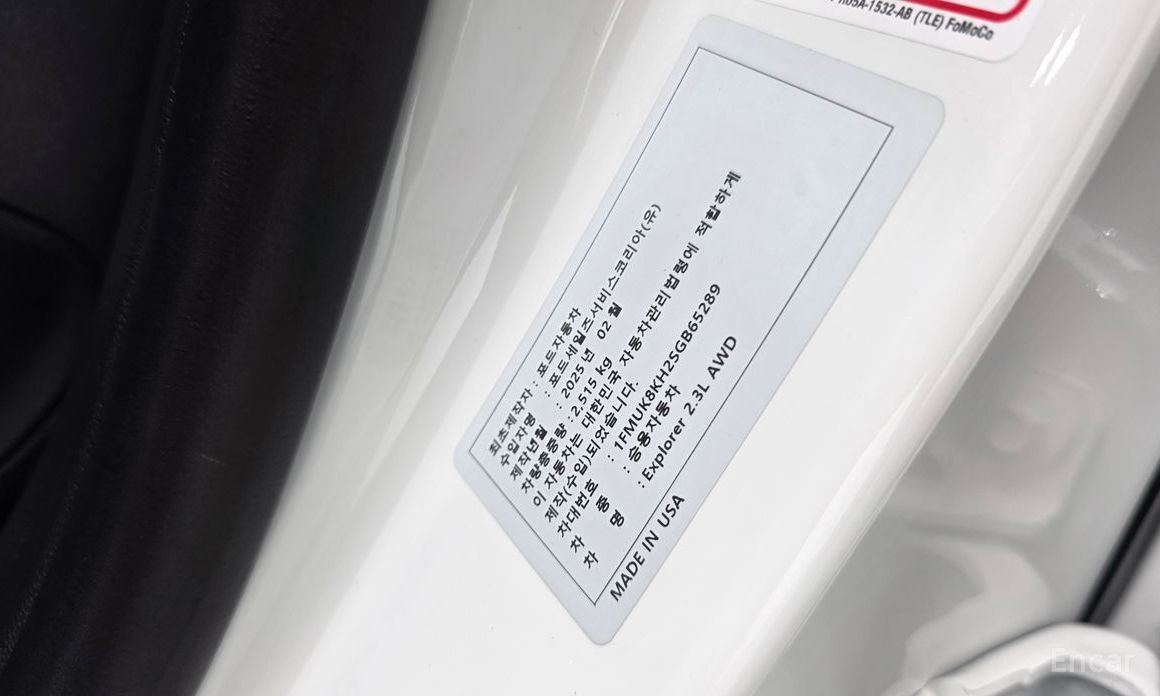 1532-AB (TLE) FoMoCo
최초제작자 : 포드자동차
수입자명 : 포드세일즈서비스코리아(유)
제작년월 : 2025 년 02 월
차량총중량 : 2,515 kg
이 자동차는 대한민국 자동차관리법령에 적합하게
제작(수입)되었습니다.
차대번호 : 1FMUK8KH2SGB65289
차 종 : 승용자동차
차 명 : Explorer 2.3L AWD
MADE IN USA
Encar